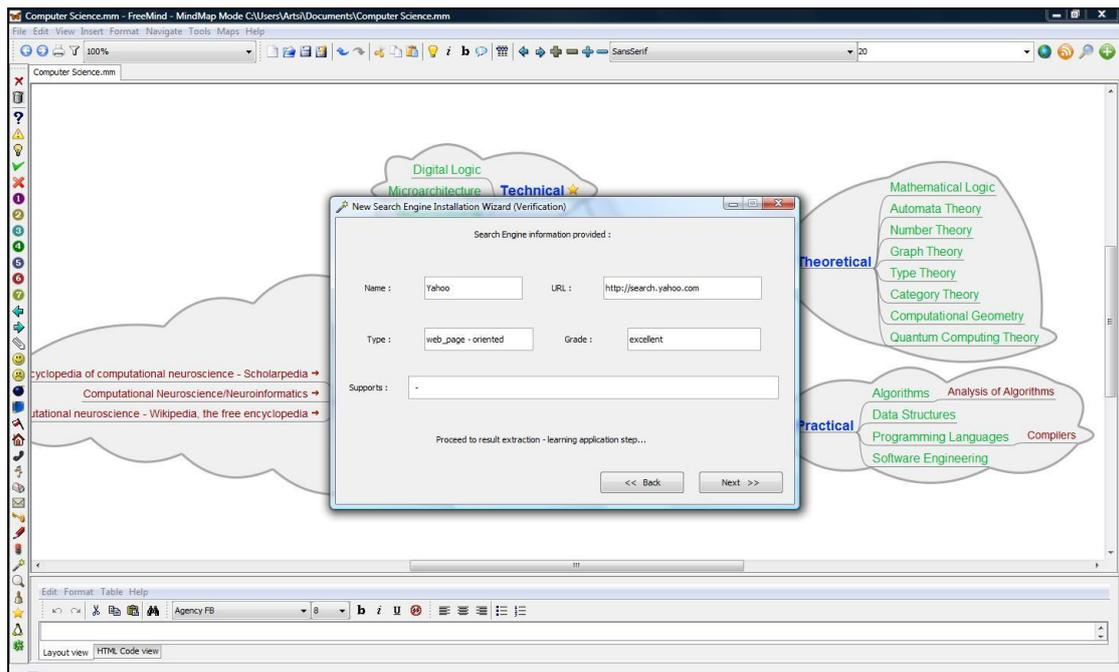 Computer Science.mm - FreeMind - MindMap Mode C:\Users\Artsi\Documents\Computer Science.mm
File Edit View Insert Format Navigate Tools Maps Help
100% SansSerif 20
Computer Science.mm
Digital Logic
Microarchitecture
Technical
New Search Engine Installation Wizard (Verification)
Search Engine information provided :
Name : Yahoo URL : http://search.yahoo.com
Type : web_page - oriented Grade : excellent
Supports : -
Proceed to result extraction - learning application step...
<< Back Next >>
Theoretical
Mathematical Logic
Automata Theory
Number Theory
Graph Theory
Type Theory
Category Theory
Computational Geometry
Quantum Computing Theory
of computational neuroscience - Scholarpedia
Computational Neuroscience/Neuroinformatics
neuroscience - Wikipedia, the free encyclopedia
Practical
Algorithms Analysis of Algorithms
Data Structures
Programming Languages Compilers
Software Engineering
Edit Format Table Help
Agency FB 8 b i U
Layout view HTML Code view